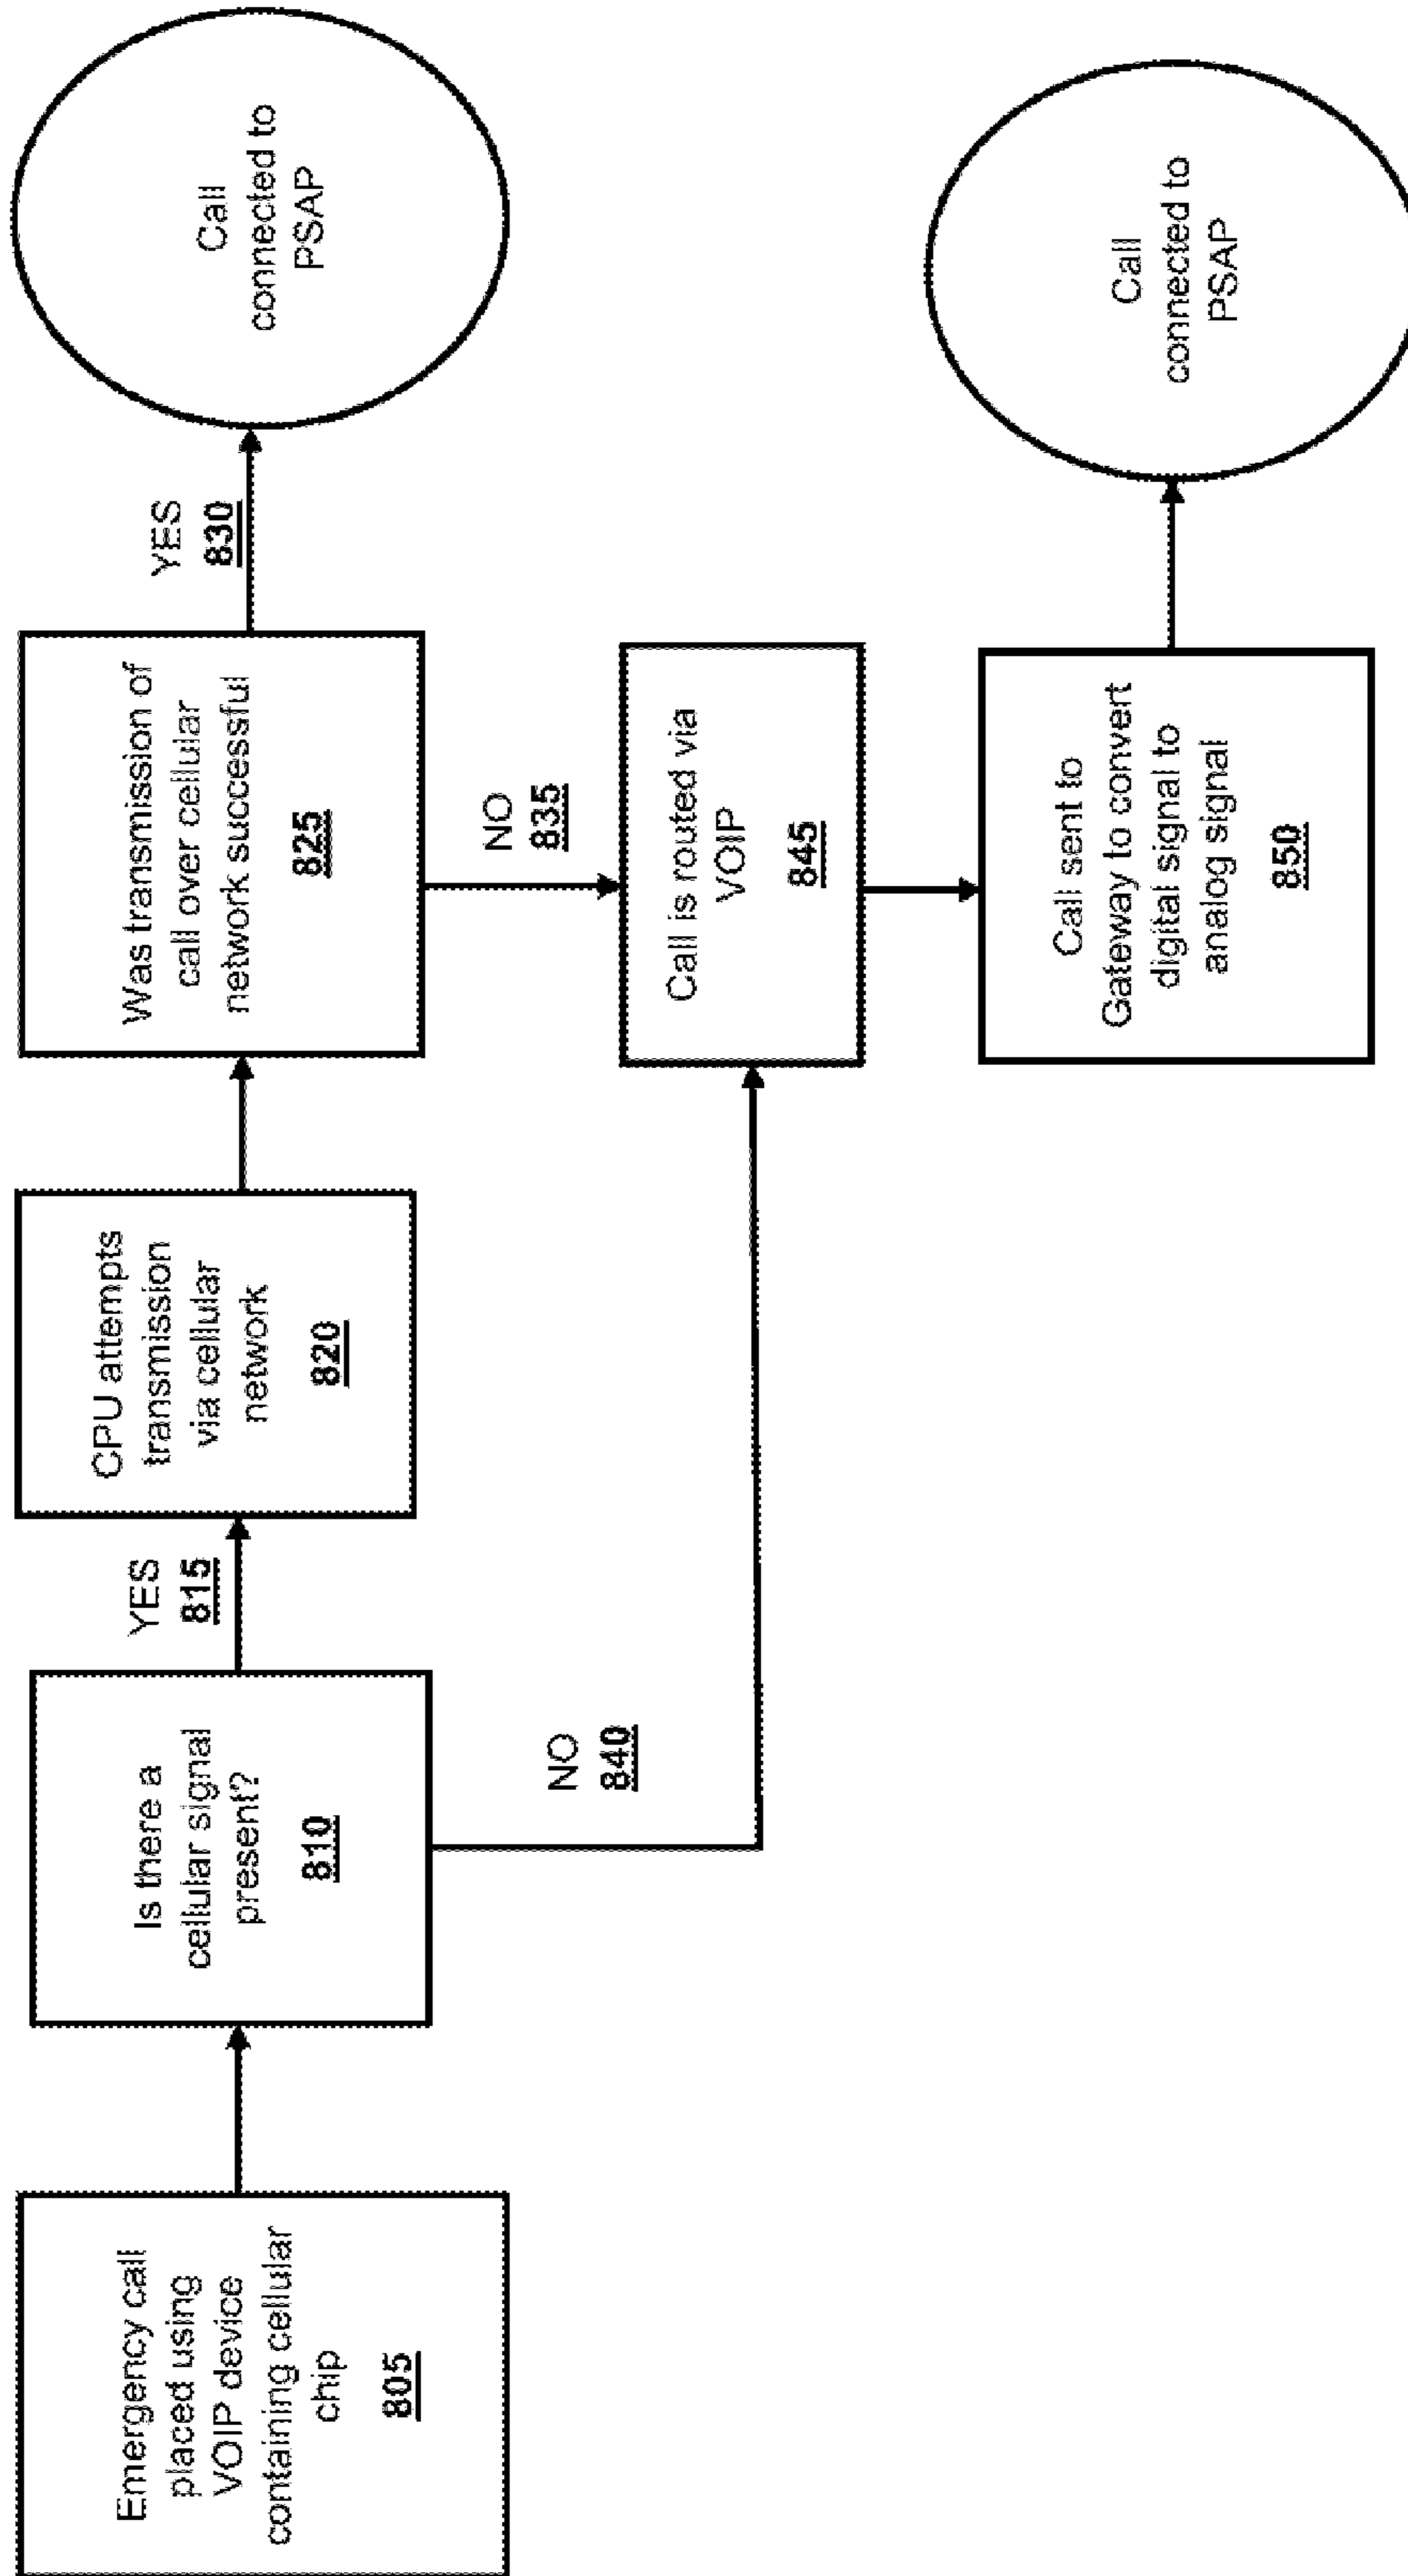 Emergency call
placed using
VOIP device
containing cellular
chip
805
Is there a
cellular signal
present?
810
YES
815
CPU attempts
transmission
via cellular
network
820
Was transmission of
call over cellular
network successful
825
YES
830
Call
connected to
PSAP
NO
840
NO
835
Call is routed via
VOIP
845
Call sent to
Gateway to convert
digital signal to
analog signal
850
Call
connected to
PSAP